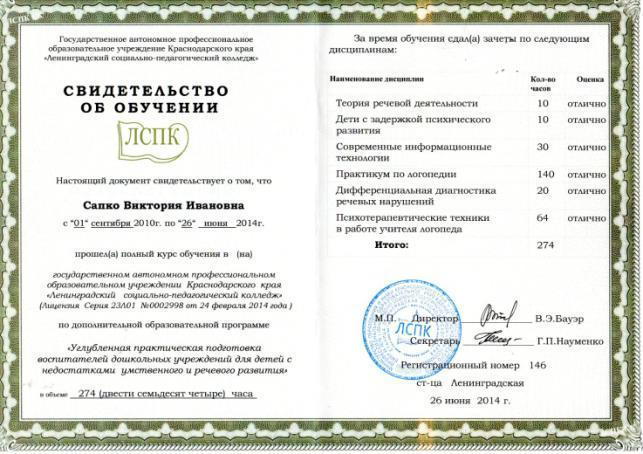 ЛСПК
Государственное автономное профессиональное
образовательное учреждение Краснодарского края
«Ленинградский социально-педагогический колледж»
СВИДЕТЕЛЬСТВО
ОБ ОБУЧЕНИИ
ЛСПК
Настоящий документ свидетельствует о том, что
Сапко Виктория Ивановна
с "01" сентября 2010г. по "26" июня 2014г.
прошел(а) полный курс обучения в (на)
государственном автономном профессиональном
образовательном учреждении Краснодарского края
«Ленинградский социально-педагогический колледж»
(Лицензия Серия 23Л01 №0002998 от 24 февраля 2014 года )
по дополнительной образовательной программе
«Углубленная практическая подготовка
воспитателей дошкольных учреждений для детей с
недостатками умственного и речевого развития»
в объеме 274 (двести семьдесят четыре) часа
За время обучения сдал(а) зачеты по следующим
дисциплинам:
Наименование дисциплин Кол-во часов Оценка
Теория речевой деятельности 10 отлично
Дети с задержкой психического 10 отлично
развития
Современные информационные 30 отлично
технологии
Практикум по логопедии 140 отлично
Дифференциальная диагностика 20 отлично
речевых нарушений
Психотерапевтические техники 64 отлично
в работе учителя логопеда
Итого: 274
М.П. Директор В.Э.Бауэр
ЛСПК
Секретарь Г.П.Науменко
Регистрационный номер 146
ст-ца Ленинградская
26 июня 2014 г.